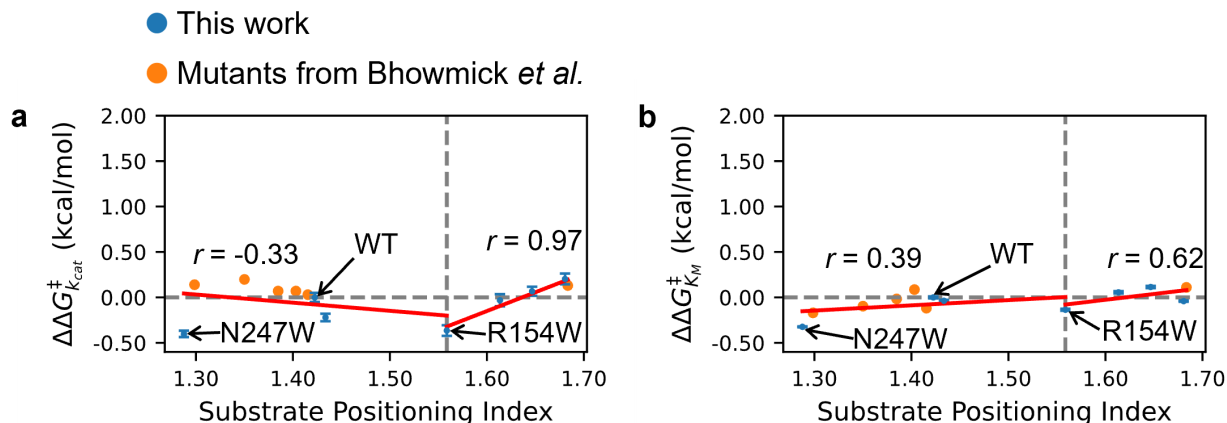 This work
Mutants from Bhowmick et al.
a
ΔΔG‡kcat (kcal/mol)
2.00
1.50
1.00
0.50
0.00
-0.50
r = -0.33
WT
r = 0.97
N247W
R154W
1.30
1.40
1.50
1.60
1.70
Substrate Positioning Index
b
ΔΔG‡KM (kcal/mol)
2.00
1.50
1.00
0.50
0.00
-0.50
r = 0.39
WT
r = 0.62
N247W
R154W
1.30
1.40
1.50
1.60
1.70
Substrate Positioning Index